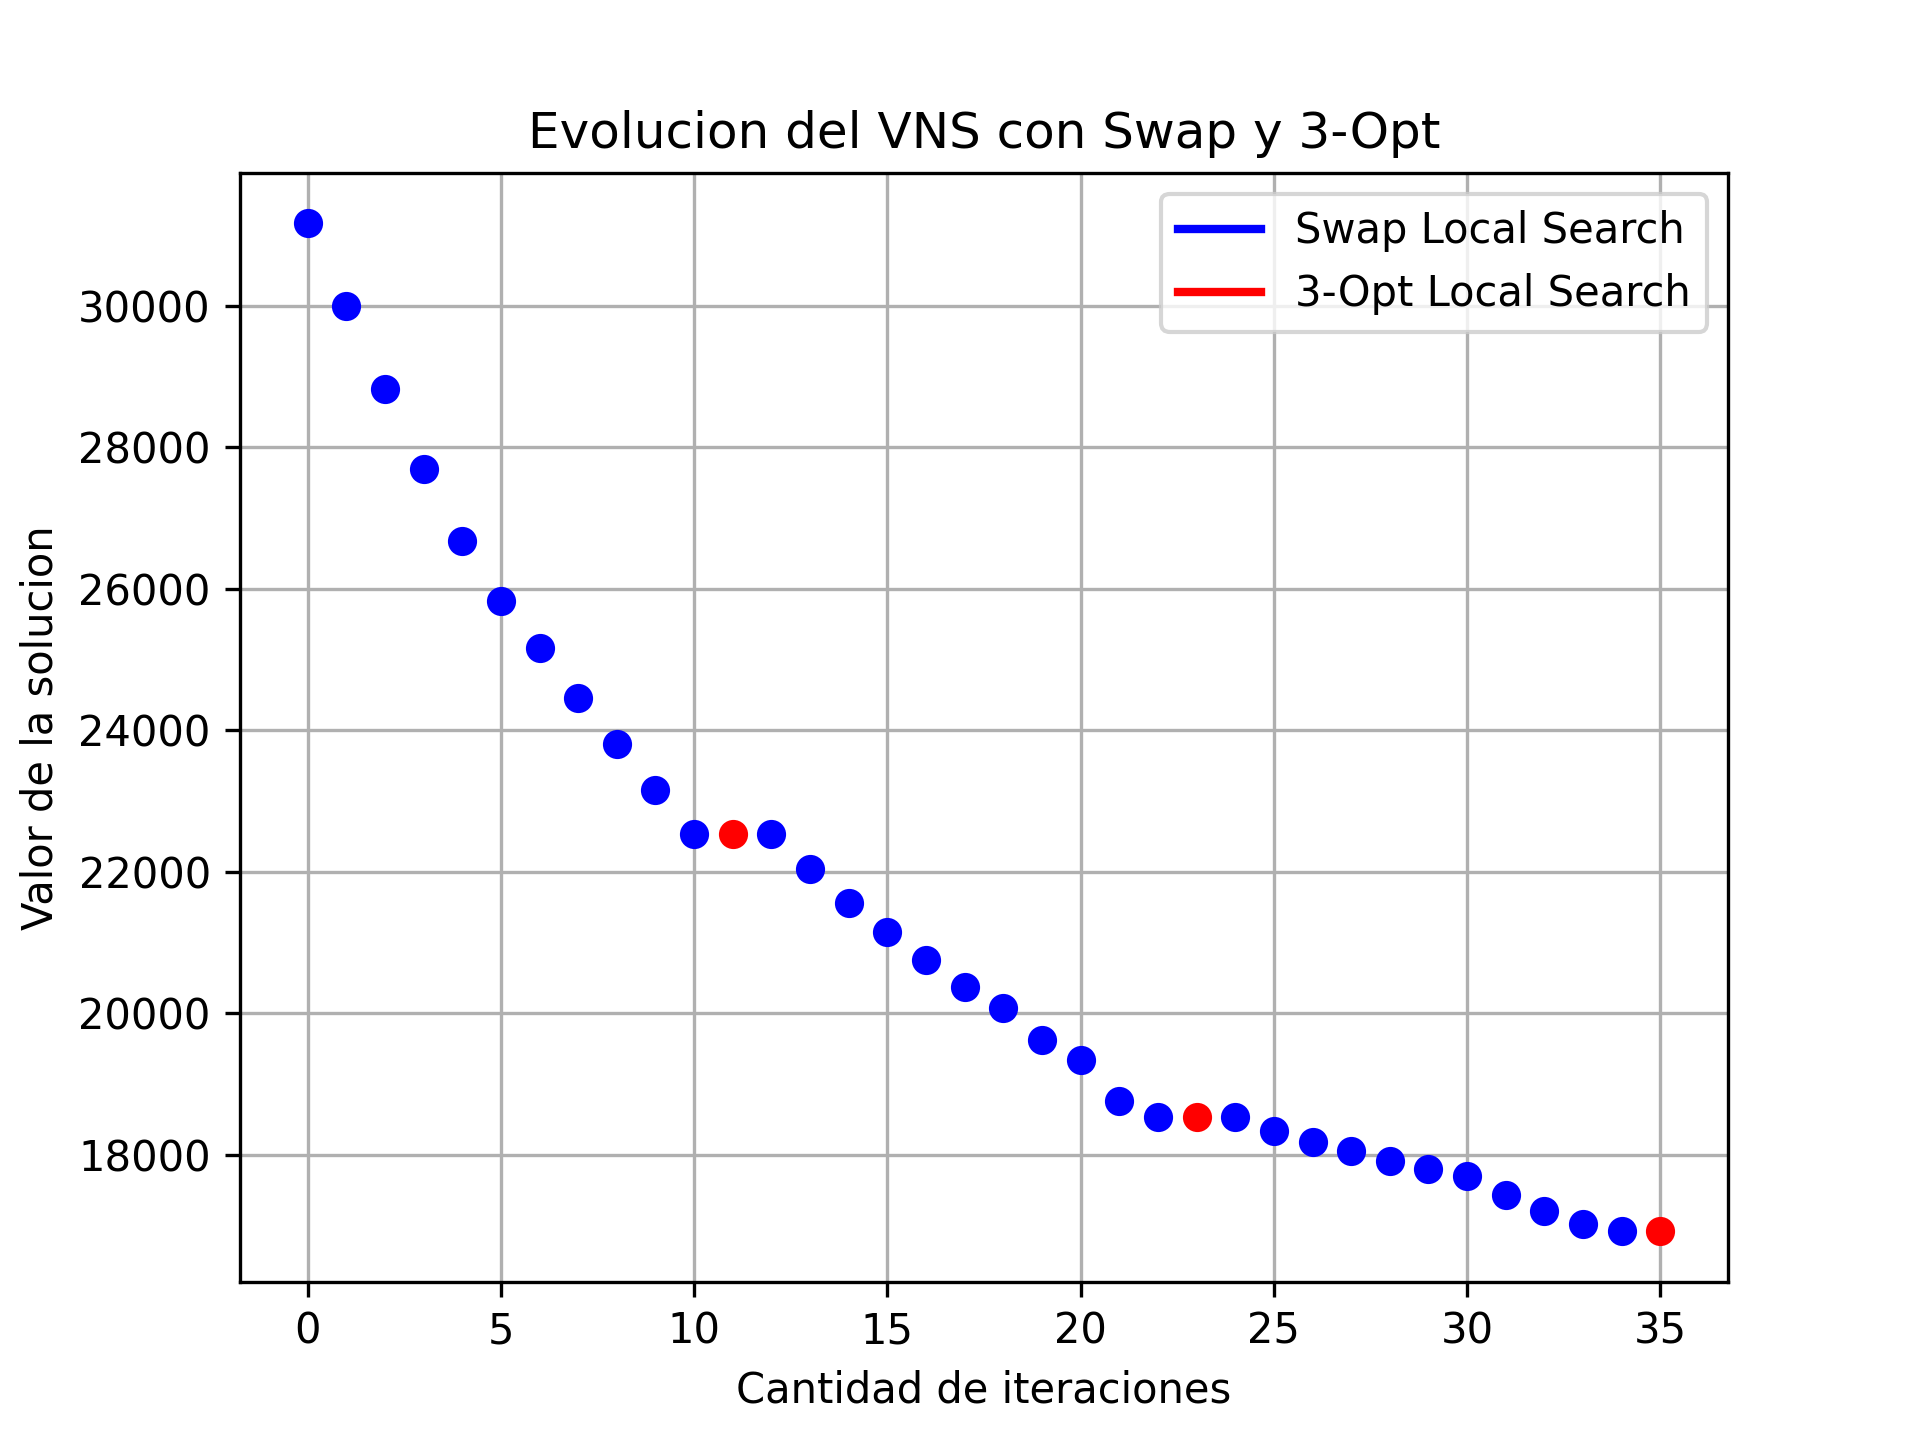 Evolucion del VNS con Swap y 3-Opt
Swap Local Search
3-Opt Local Search
Valor de la solucion
30000
28000
26000
24000
22000
20000
18000
0 5 10 15 20 25 30 35
Cantidad de iteraciones